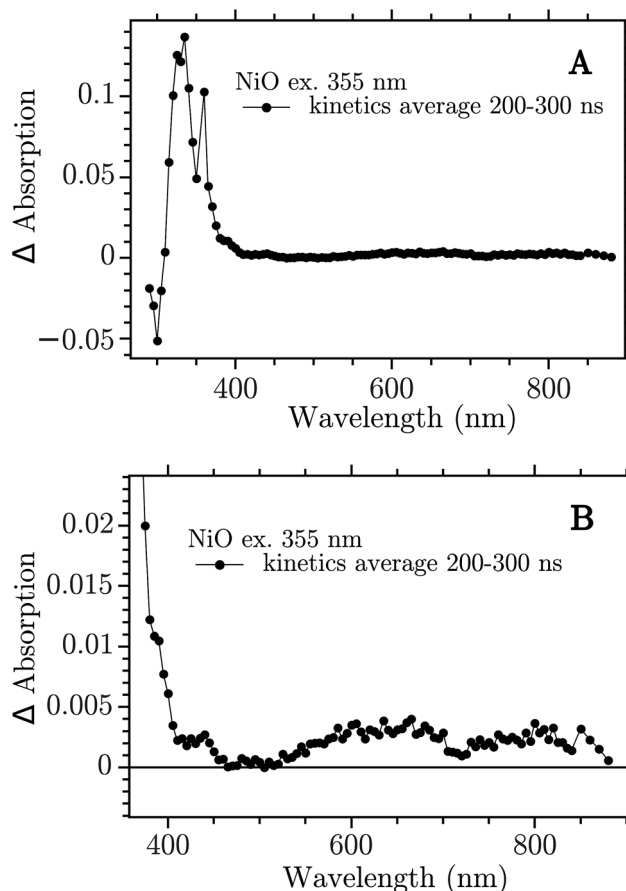 A
NiO ex. 355 nm
kinetics average 200-300 ns
0.1
0.05
0
−0.05
Δ Absorption
400 600 800
Wavelength (nm)
B
NiO ex. 355 nm
kinetics average 200-300 ns
0.02
0.015
0.01
0.005
0
Δ Absorption
400 600 800
Wavelength (nm)